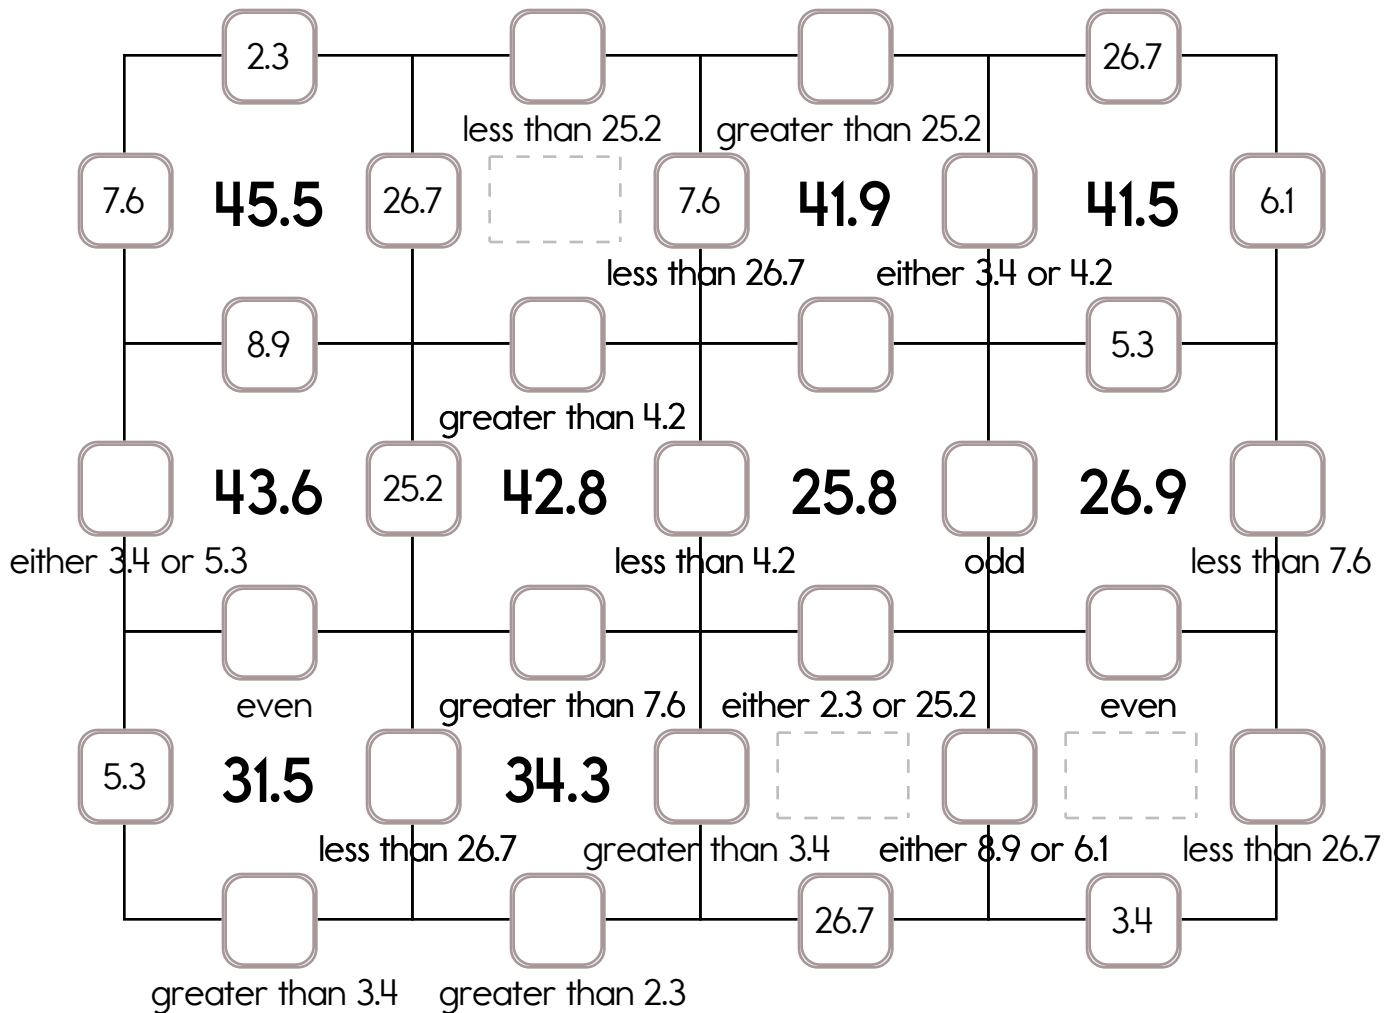 2.3 26.7
less than 25.2 greater than 25.2
7.6 45.5 26.7 7.6 41.9 41.5 6.1
less than 26.7 either 3.4 or 4.2
8.9 5.3
greater than 4.2
43.6 25.2 42.8 25.8 26.9
either 3.4 or 5.3 less than 4.2 odd less than 7.6
even greater than 7.6 either 2.3 or 25.2 even
5.3 31.5 34.3
less than 26.7 greater than 3.4 either 8.9 or 6.1 less than 26.7
26.7 3.4
greater than 3.4 greater than 2.3